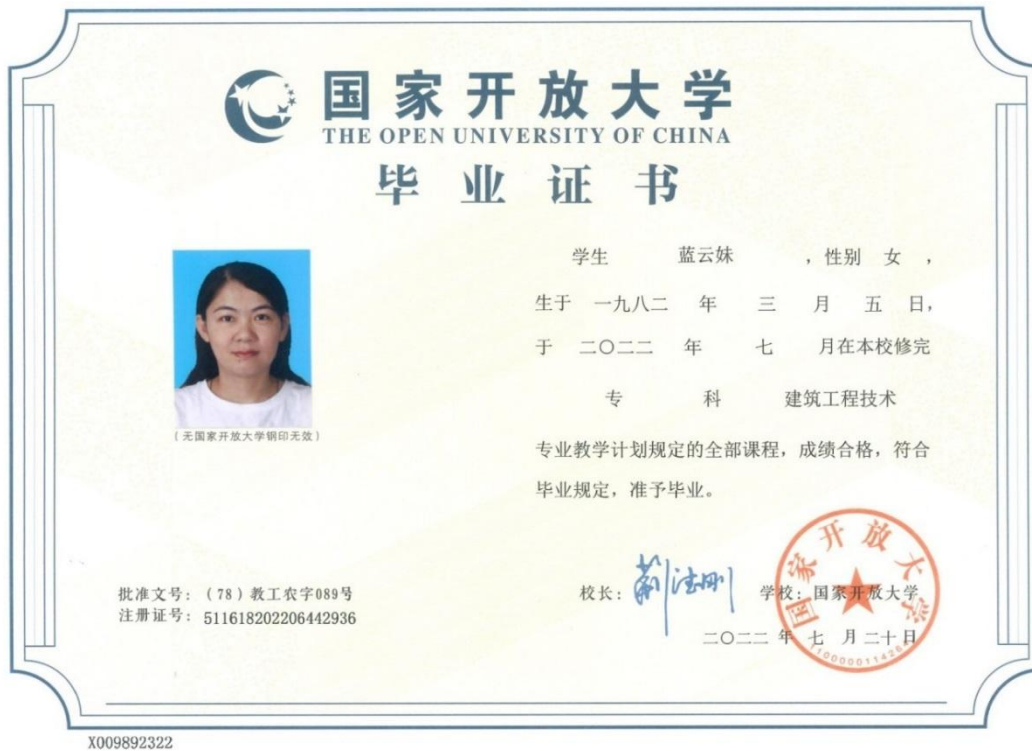 国家开放大学
THE OPEN UNIVERSITY OF CHINA
毕业证书
学生 蓝云妹 ，性别 女 ，
生于 一九八二 年 三 月 五 日，
于 二〇二二 年 七 月在本校修完
专 科 建筑工程技术
专业教学计划规定的全部课程，成绩合格，符合
毕业规定，准予毕业。
（无国家开放大学钢印无效）
批准文号：（78）教工农字089号
注册证号：511618202206442936
校长： 荆德刚 学校：国家开放大学
二〇二二 年 七 月 二十 日
国家开放大学
X009892322